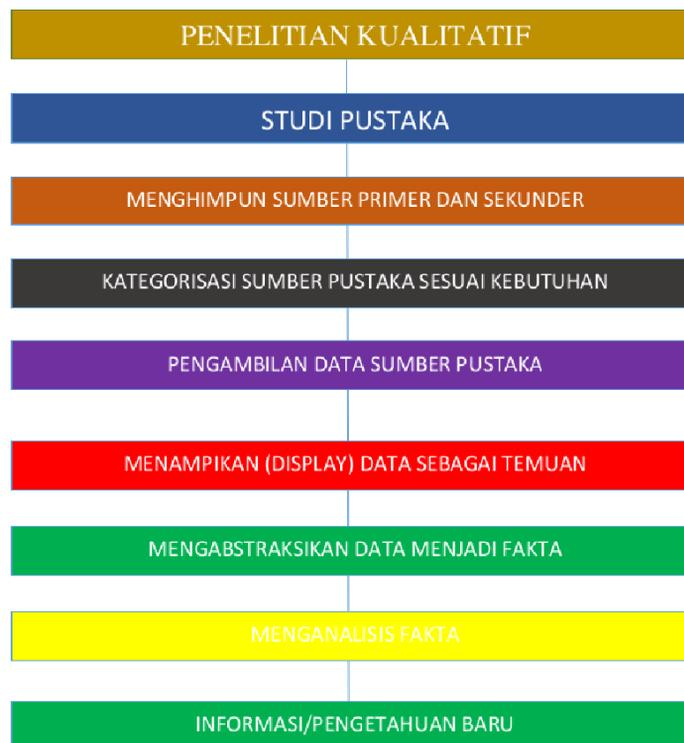 PENELITIAN KUALITATIF
STUDI PUSTAKA
MENGHIMPUN SUMBER PRIMER DAN SEKUNDER
KATEGORISASI SUMBER PUSTAKA SESUAI KEBUTUHAN
PENGAMBILAN DATA SUMBER PUSTAKA
MENAMPIKAN (DISPLAY) DATA SEBAGAI TEMUAN
MENGABSTRAKSIKAN DATA MENJADI FAKTA
MENGANALISIS FAKTA
INFORMASI/PENGETAHUAN BARU